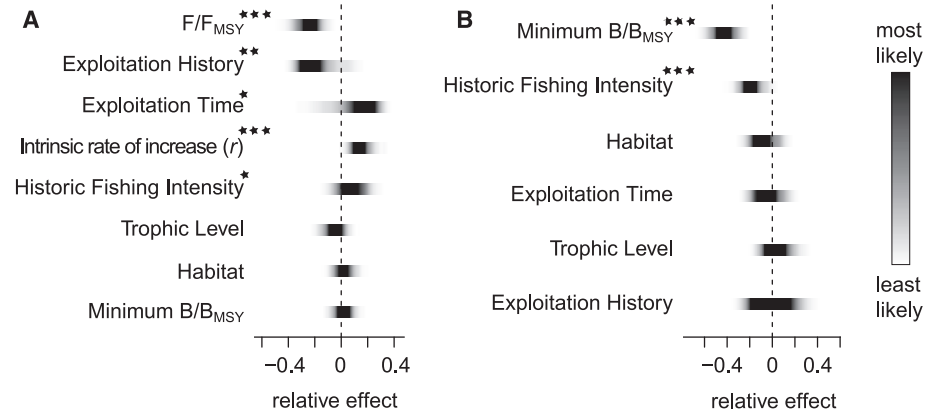 A
F/FMSY ★★★
Exploitation History ★★
Exploitation Time ★
Intrinsic rate of increase (r) ★★★
Historic Fishing Intensity ★
Trophic Level
Habitat
Minimum B/BMSY
−0.4 0 0.4
relative effect
B
Minimum B/BMSY ★★★
Historic Fishing Intensity ★★★
Habitat
Exploitation Time
Trophic Level
Exploitation History
−0.4 0 0.4
relative effect
most
likely
least
likely